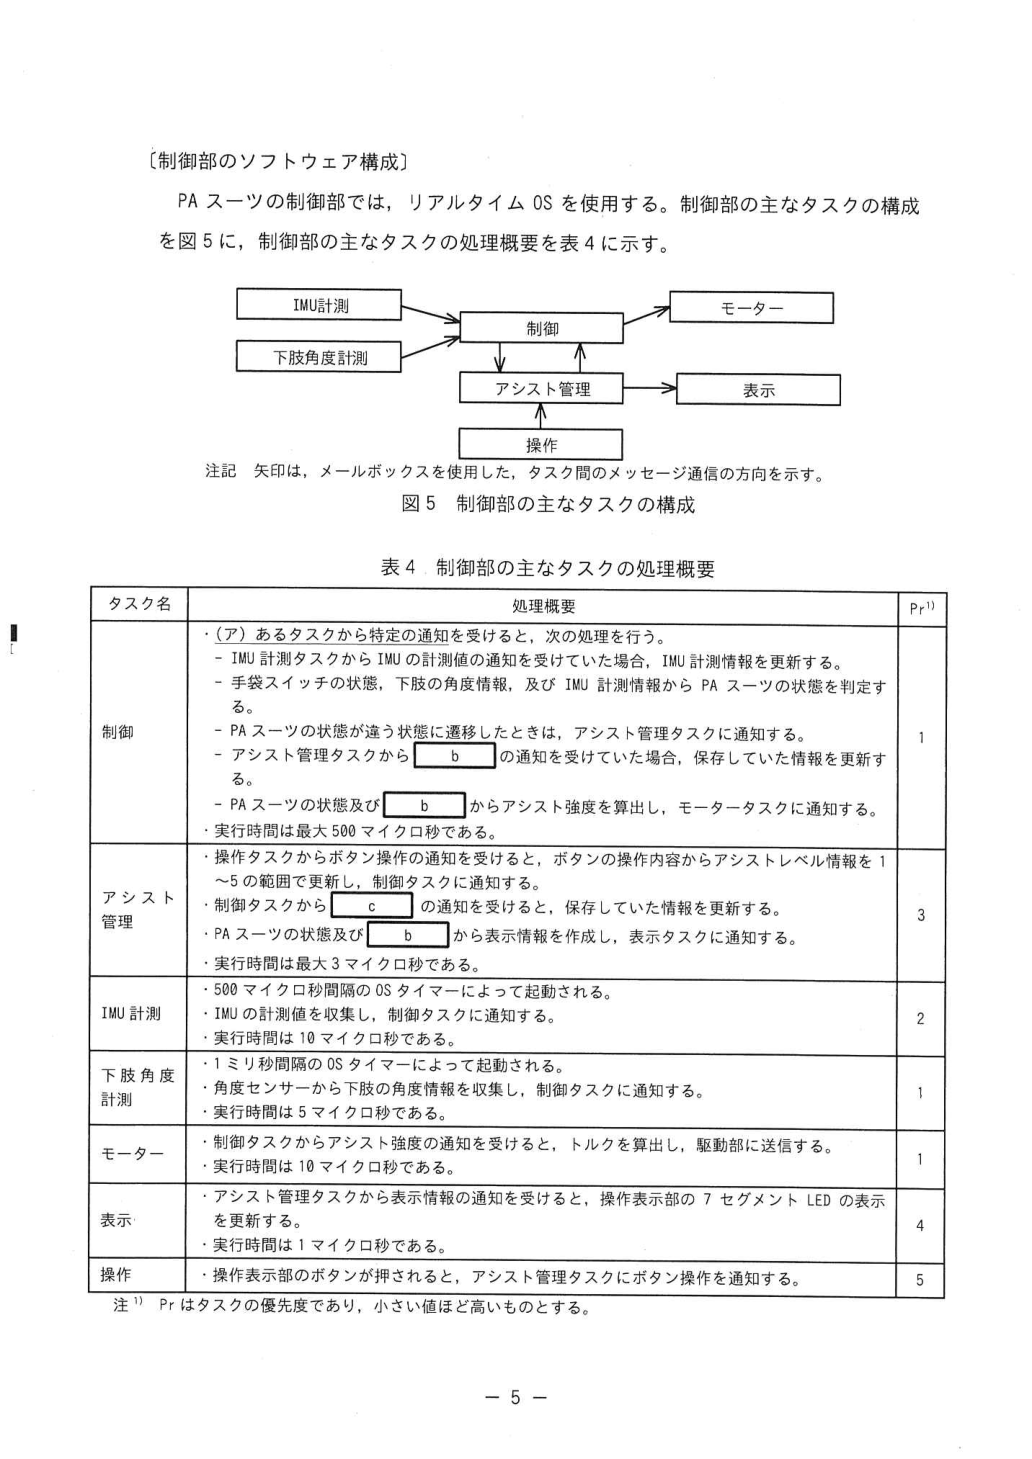 〔制御部のソフトウェア構成〕
PA スーツの制御部では，リアルタイム OS を使用する。制御部の主なタスクの構成
を図 5 に，制御部の主なタスクの処理概要を表 4 に示す。
IMU計測
下肢角度計測
制御
モーター
アシスト管理
表示
操作
注記　矢印は，メールボックスを使用した，タスク間のメッセージ通信の方向を示す。
図 5　制御部の主なタスクの構成
表 4　制御部の主なタスクの処理概要
タスク名
処理概要
Pr1)
制御
・(ア) あるタスクから特定の通知を受けると，次の処理を行う。
- IMU 計測タスクから IMU の計測値の通知を受けていた場合，IMU 計測情報を更新する。
- 手袋スイッチの状態，下肢の角度情報，及び IMU 計測情報から PA スーツの状態を判定す
る。
- PA スーツの状態が違う状態に遷移したときは，アシスト管理タスクに通知する。
- アシスト管理タスクから b の通知を受けていた場合，保存していた情報を更新す
る。
- PA スーツの状態及び b からアシスト強度を算出し，モータータスクに通知する。
・実行時間は最大 500 マイクロ秒である。
1
アシスト
管理
・操作タスクからボタン操作の通知を受けると，ボタンの操作内容からアシストレベル情報を 1
～5 の範囲で更新し，制御タスクに通知する。
・制御タスクから c の通知を受けると，保存していた情報を更新する。
・PA スーツの状態及び b から表示情報を作成し，表示タスクに通知する。
・実行時間は最大 3 マイクロ秒である。
3
IMU 計測
・500 マイクロ秒間隔の OS タイマーによって起動される。
・IMU の計測値を収集し，制御タスクに通知する。
・実行時間は 10 マイクロ秒である。
2
下肢角度
計測
・1 ミリ秒間隔の OS タイマーによって起動される。
・角度センサーから下肢の角度情報を収集し，制御タスクに通知する。
・実行時間は 5 マイクロ秒である。
1
モーター
・制御タスクからアシスト強度の通知を受けると，トルクを算出し，駆動部に送信する。
・実行時間は 10 マイクロ秒である。
1
表示
・アシスト管理タスクから表示情報の通知を受けると，操作表示部の 7 セグメント LED の表示
を更新する。
・実行時間は 1 マイクロ秒である。
4
操作
・操作表示部のボタンが押されると，アシスト管理タスクにボタン操作を通知する。
5
注1)　Pr はタスクの優先度であり，小さい値ほど高いものとする。
－ 5 －